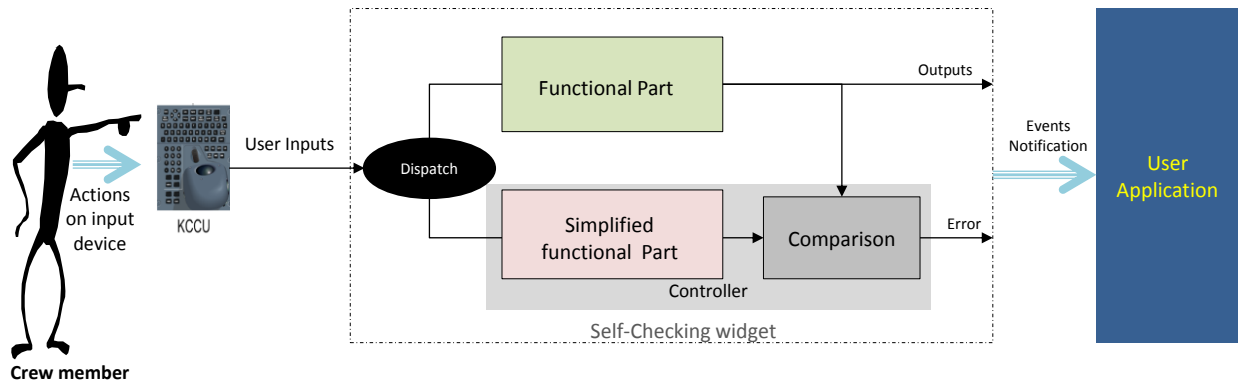 Actions
on input
device
Crew member
KCCU
User Inputs
Dispatch
Functional Part
Simplified
functional Part
Comparison
Controller
Self-Checking widget
Outputs
Error
Events
Notification
User
Application